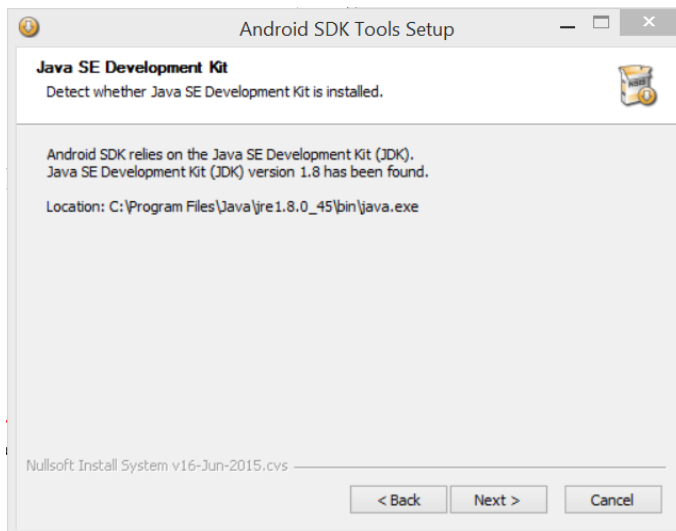 Android SDK Tools Setup
Java SE Development Kit
Detect whether Java SE Development Kit is installed.
Android SDK relies on the Java SE Development Kit (JDK).
Java SE Development Kit (JDK) version 1.8 has been found.
Location: C:\Program Files\Java\jre1.8.0_45\bin\java.exe
Nullsoft Install System v16-Jun-2015.cvs
< Back Next > Cancel